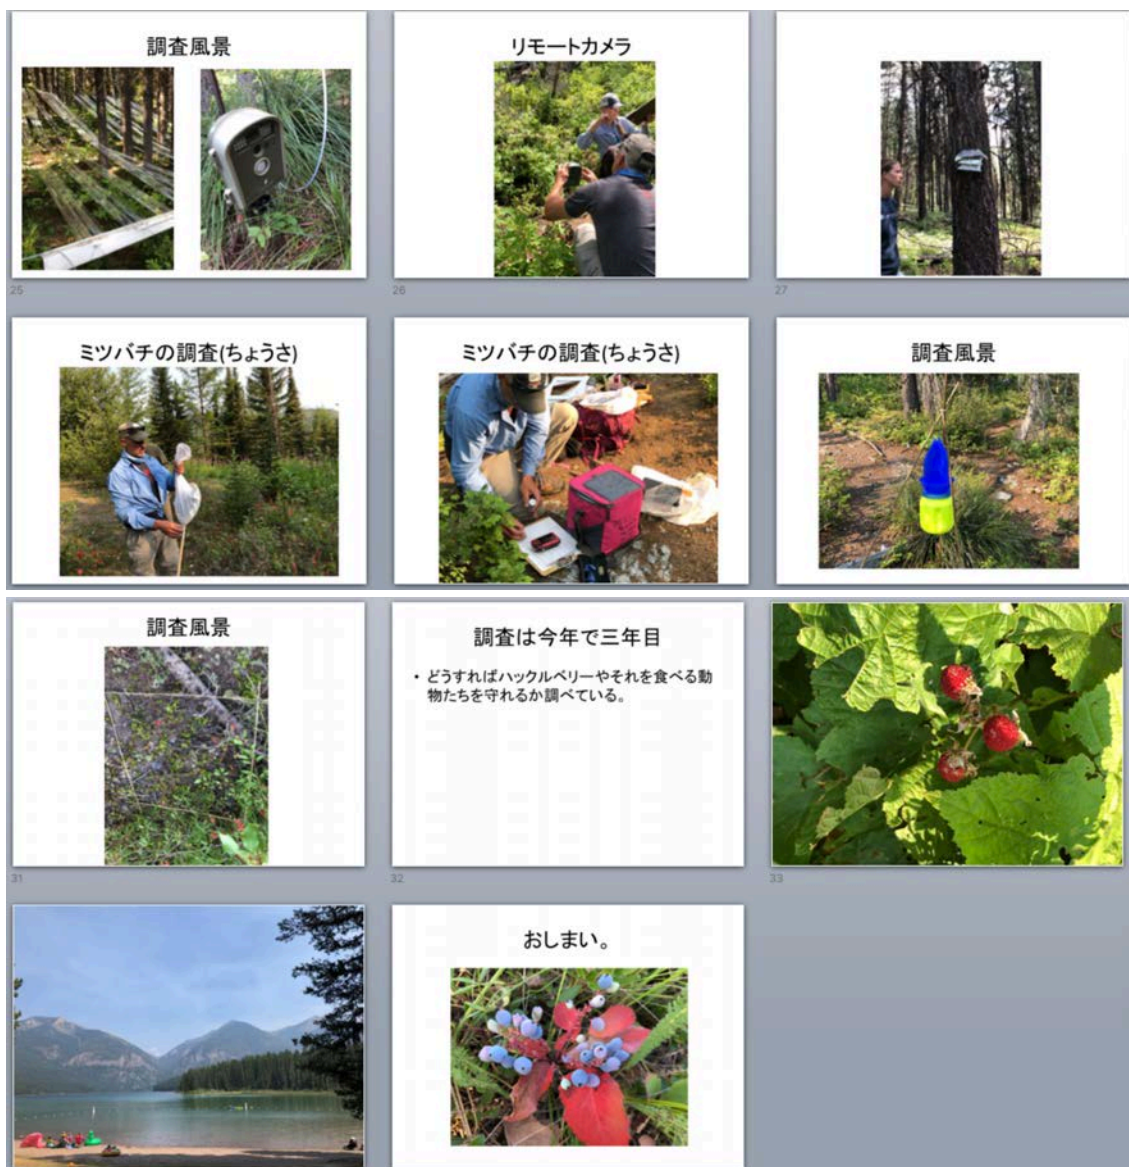 調査風景
リモートカメラ
25
26
27
ミツバチの調査(ちょうさ)
ミツバチの調査(ちょうさ)
調査風景
調査風景
調査は今年で三年目
• どうすればハックルベリーやそれを食べる動
物たちを守れるか調べている。
31
32
33
おしまい。